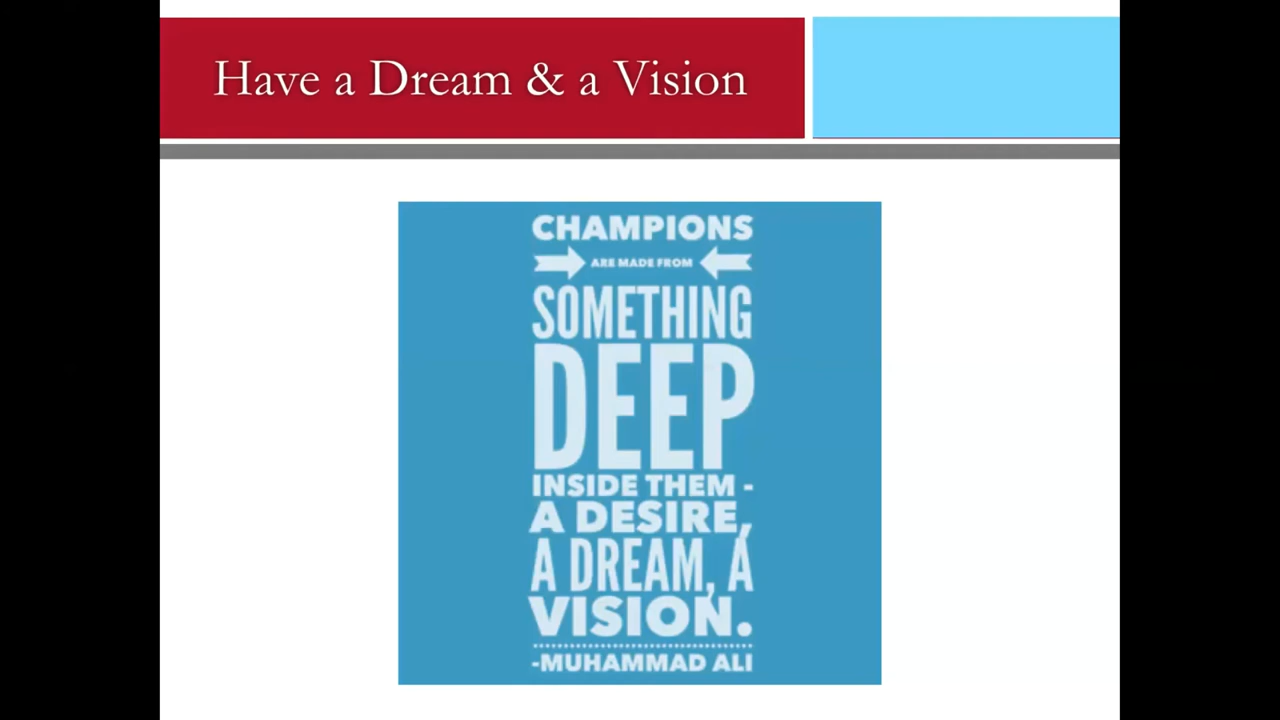 Have a Dream & a Vision
CHAMPIONS
ARE MADE FROM
SOMETHING
DEEP
INSIDE THEM -
A DESIRE,
A DREAM, A
VISION.
-MUHAMMAD ALI